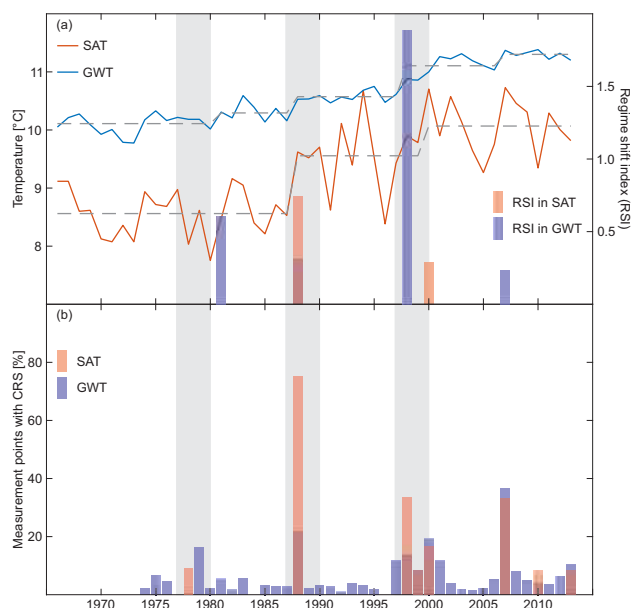 (a)
SAT
GWT
11
10
9
8
Temperature [°C]
1.5
1.0
0.5
Regime shift index (RSI)
RSI in SAT
RSI in GWT
(b)
SAT
GWT
80
60
40
20
Measurement points with CRS [%]
1970 1975 1980 1985 1990 1995 2000 2005 2010